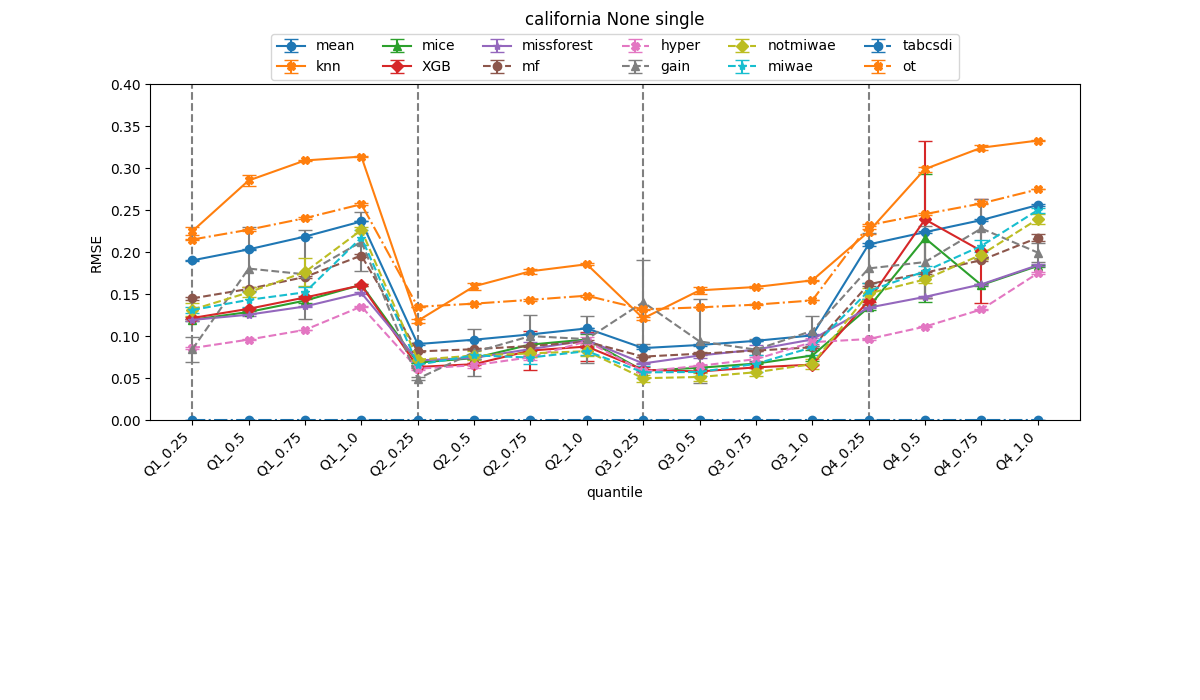 california None single
mean mice missforest hyper notmiwae tabcsdi
knn XGB mf gain miwae ot
0.40
0.35
0.30
0.25
0.20
0.15
0.10
0.05
0.00
RMSE
Q1_0.25 Q1_0.5 Q1_0.75 Q1_1.0 Q2_0.25 Q2_0.5 Q2_0.75 Q2_1.0 Q3_0.25 Q3_0.5 Q3_0.75 Q3_1.0 Q4_0.25 Q4_0.5 Q4_0.75 Q4_1.0
quantile